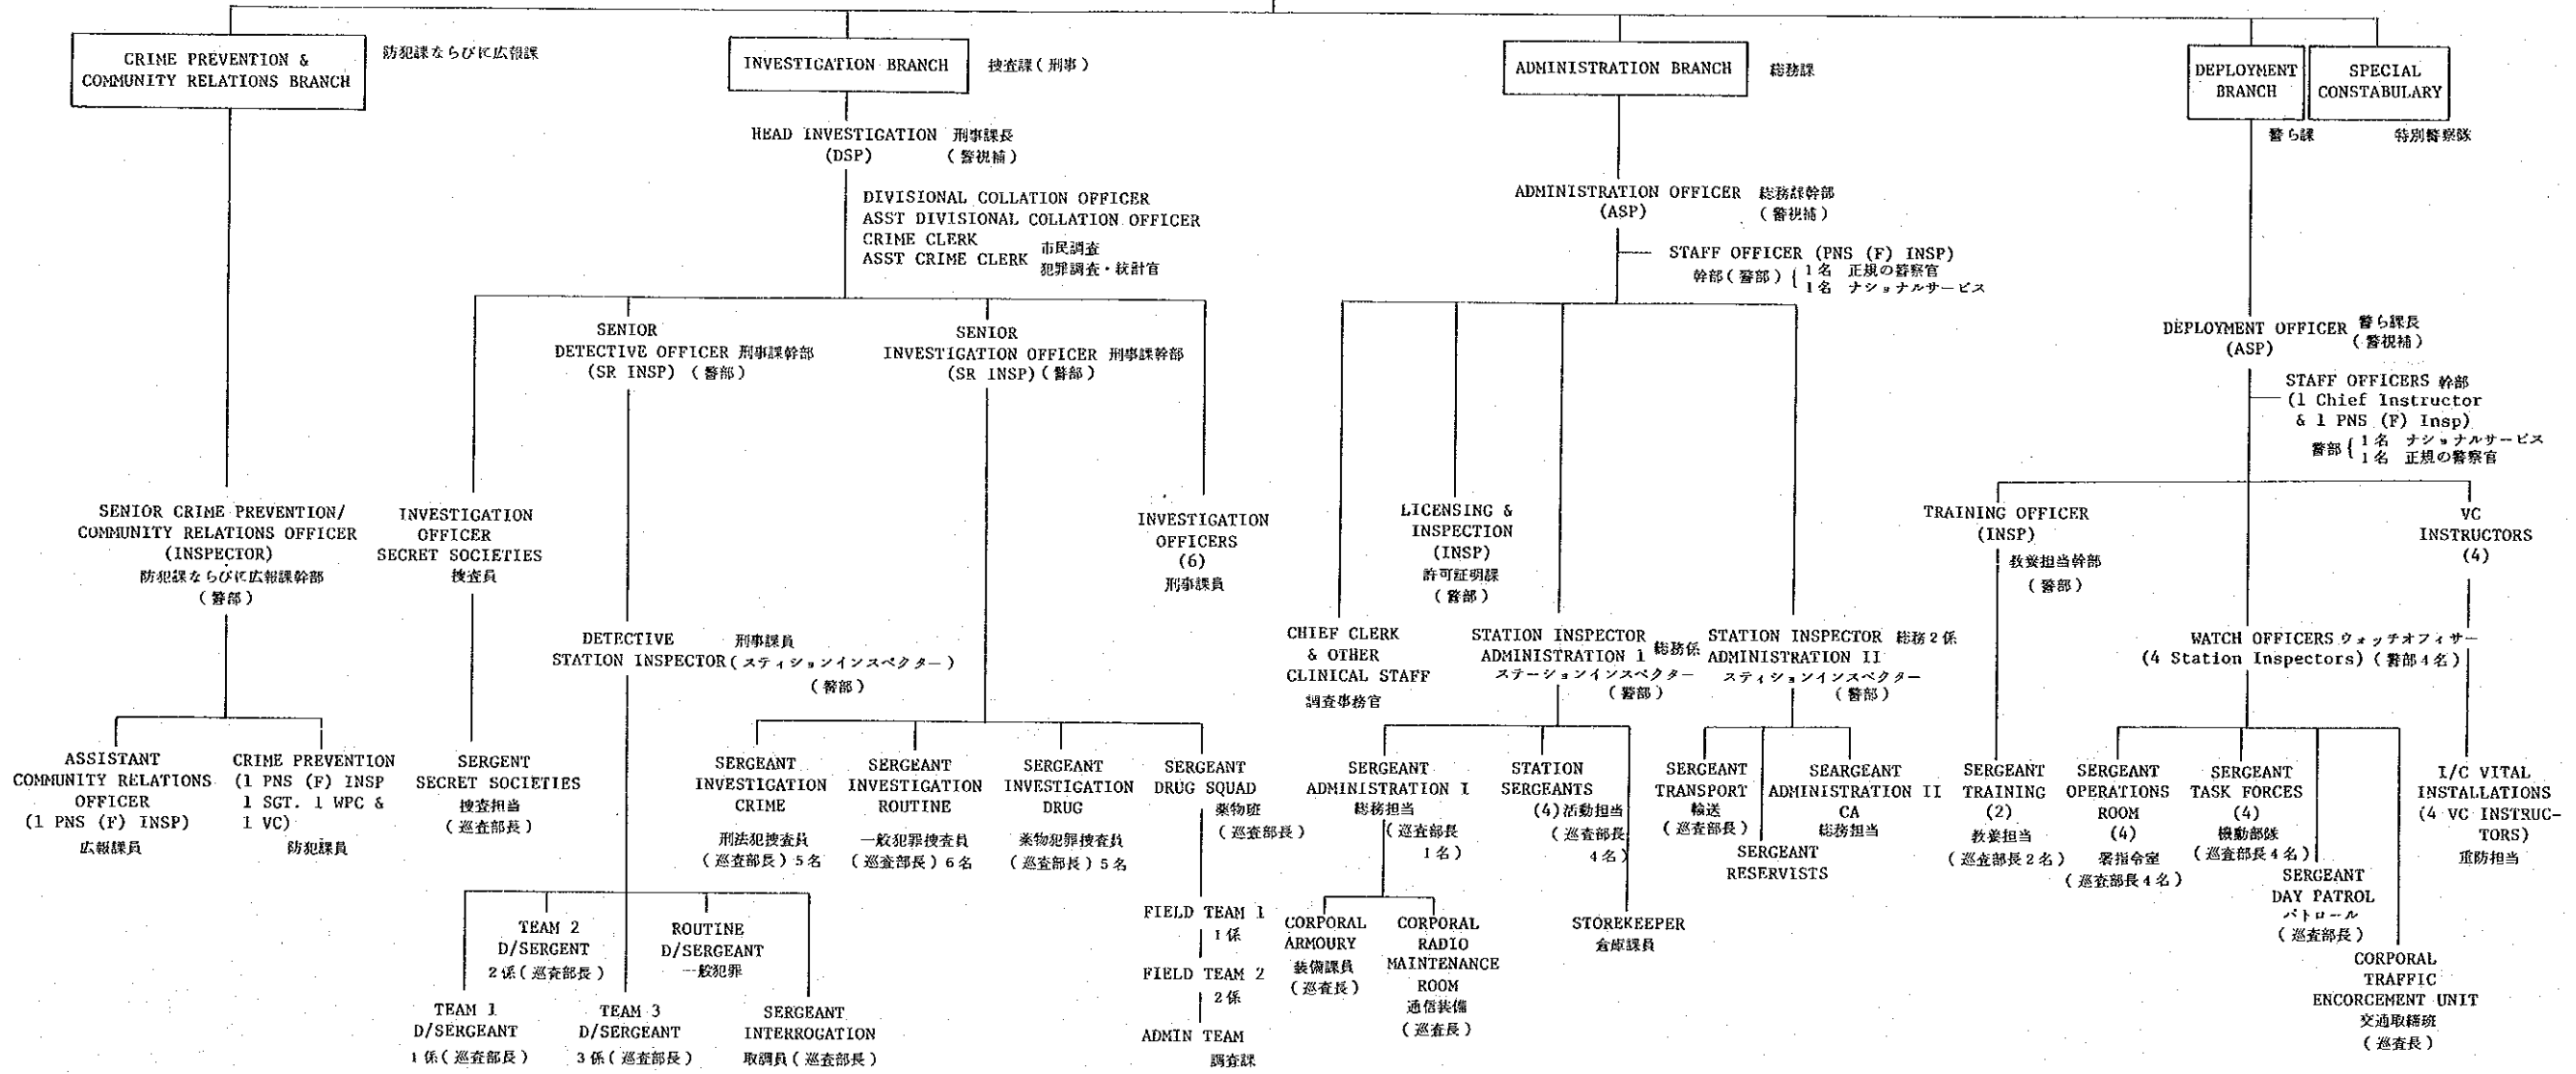 CRIME PREVENTION &
COMMUNITY RELATIONS BRANCH
防犯課ならびに広報課
INVESTIGATION BRANCH
捜査課(刑事)
ADMINISTRATION BRANCH
総務課
DEPLOYMENT
BRANCH
警ら課
SPECIAL
CONSTABULARY
特別警察隊
HEAD INVESTIGATION 刑事課長
(DSP) (警視補)
DIVISIONAL COLLATION OFFICER
ASST DIVISIONAL COLLATION OFFICER
CRIME CLERK
ASST CRIME CLERK
市民調査
犯罪調査・統計官
ADMINISTRATION OFFICER 総務課幹部
(ASP) (警視補)
STAFF OFFICER (PNS (F) INSP)
幹部(警部){
1名 正規の警察官
1名 ナショナルサービス
SENIOR
DETECTIVE OFFICER 刑事課幹部
(SR INSP) (警部)
SENIOR
INVESTIGATION OFFICER 刑事課幹部
(SR INSP)(警部)
DEPLOYMENT OFFICER 警ら課長
(ASP) (警視補)
STAFF OFFICERS 幹部
(1 Chief Instructor
& 1 PNS (F) Insp)
警部{
1名 ナショナルサービス
1名 正規の警察官
SENIOR CRIME PREVENTION/
COMMUNITY RELATIONS OFFICER
(INSPECTOR)
防犯課ならびに広報課幹部
(警部)
INVESTIGATION
OFFICER
SECRET SOCIETIES
捜査員
INVESTIGATION
OFFICERS
(6)
刑事課員
LICENSING &
INSPECTION
(INSP)
許可証明課
(警部)
TRAINING OFFICER
(INSP)
教養担当幹部
(警部)
VC
INSTRUCTORS
(4)
DETECTIVE 刑事課員
STATION INSPECTOR(スティションインスペクター)
(警部)
CHIEF CLERK
& OTHER
CLINICAL STAFF
調査事務官
STATION INSPECTOR
ADMINISTRATION 1 総務係
ステーションインスペクター
(警部)
STATION INSPECTOR 総務2係
ADMINISTRATION II
スティションインスペクター
(警部)
WATCH OFFICERS ウォッチオフィサー
(4 Station Inspectors)(警部4名)
ASSISTANT
COMMUNITY RELATIONS
OFFICER
(1 PNS (F) INSP)
広報課員
CRIME PREVENTION
(1 PNS (F) INSP
1 SGT. 1 WPC &
1 VC)
防犯課員
SERGENT
SECRET SOCIETIES
捜査担当
(巡査部長)
SERGEANT
INVESTIGATION
CRIME
刑法犯捜査員
(巡査部長)5名
SERGEANT
INVESTIGATION
ROUTINE
一般犯罪捜査員
(巡査部長)6名
SERGEANT
INVESTIGATION
DRUG
薬物犯罪捜査員
(巡査部長)5名
SERGEANT
DRUG SQUAD
薬物班
(巡査部長)
SERGEANT
ADMINISTRATION I
総務担当
(巡査部長
1名)
STATION
SERGEANTS
(4)活動担当
(巡査部長
4名)
SERGEANT
TRANSPORT
輸送
(巡査部長)
SERGEANT
RESERVISTS
SEARGEANT
ADMINISTRATION II
CA
総務担当
SERGEANT
TRAINING
(2)
教養担当
(巡査部長2名)
SERGEANT
OPERATIONS
ROOM
(4)
署指令室
(巡査部長4名)
SERGEANT
TASK FORCES
(4)
機動部隊
(巡査部長4名)
I/C VITAL
INSTALLATIONS
(4 VC INSTRUC-
TORS)
重防担当
SERGEANT
DAY PATROL
パトロール
(巡査部長)
TEAM 2
D/SERGENT
2係(巡査部長)
ROUTINE
D/SERGEANT
一般犯罪
FIELD TEAM 1
1係
FIELD TEAM 2
2係
ADMIN TEAM
調査課
CORPORAL
ARMOURY
装備課員
(巡査長)
CORPORAL
RADIO
MAINTENANCE
ROOM
通信装備
(巡査長)
STOREKEEPER
倉庫課員
CORPORAL
TRAFFIC
ENCORCEMENT UNIT
交通取締班
(巡査長)
TEAM 1
D/SERGEANT
1係(巡査部長)
TEAM 3
D/SERGEANT
3係(巡査部長)
SERGEANT
INTERROGATION
取調員(巡査部長)